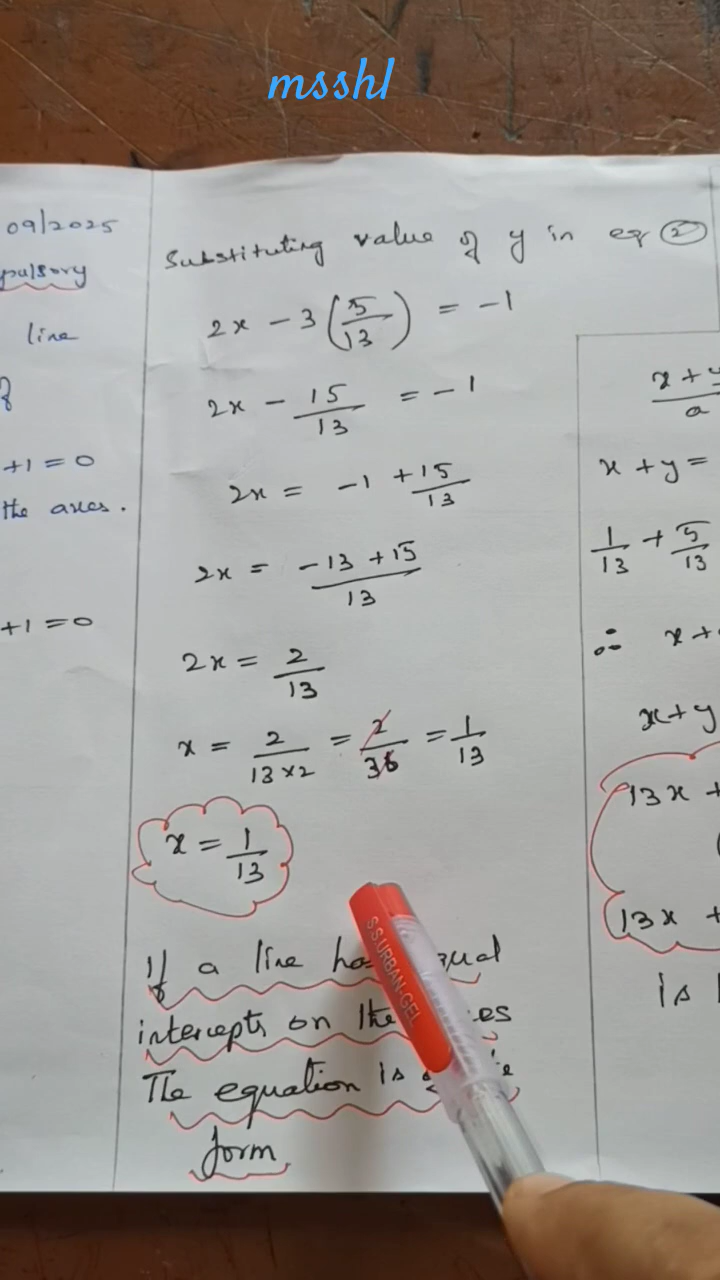 msshl
09/2025
line
+1 = 0
the axes.
+1 = 0
Substituting value of y in eq ②
2x - 3(5/13) = -1
2x - 15/13 = -1
2x = -1 + 15/13
2x = -13 + 15/13
2x = 2/13
x = 2/13×2 = 2/36 = 1/13
x = 1/13
If a line equal
intercepts on the
The equation is
form
x + y =
1/13 + 5/13
∴ x +
x + y
13x +
13x +
is
S.S.URBAN-GEL